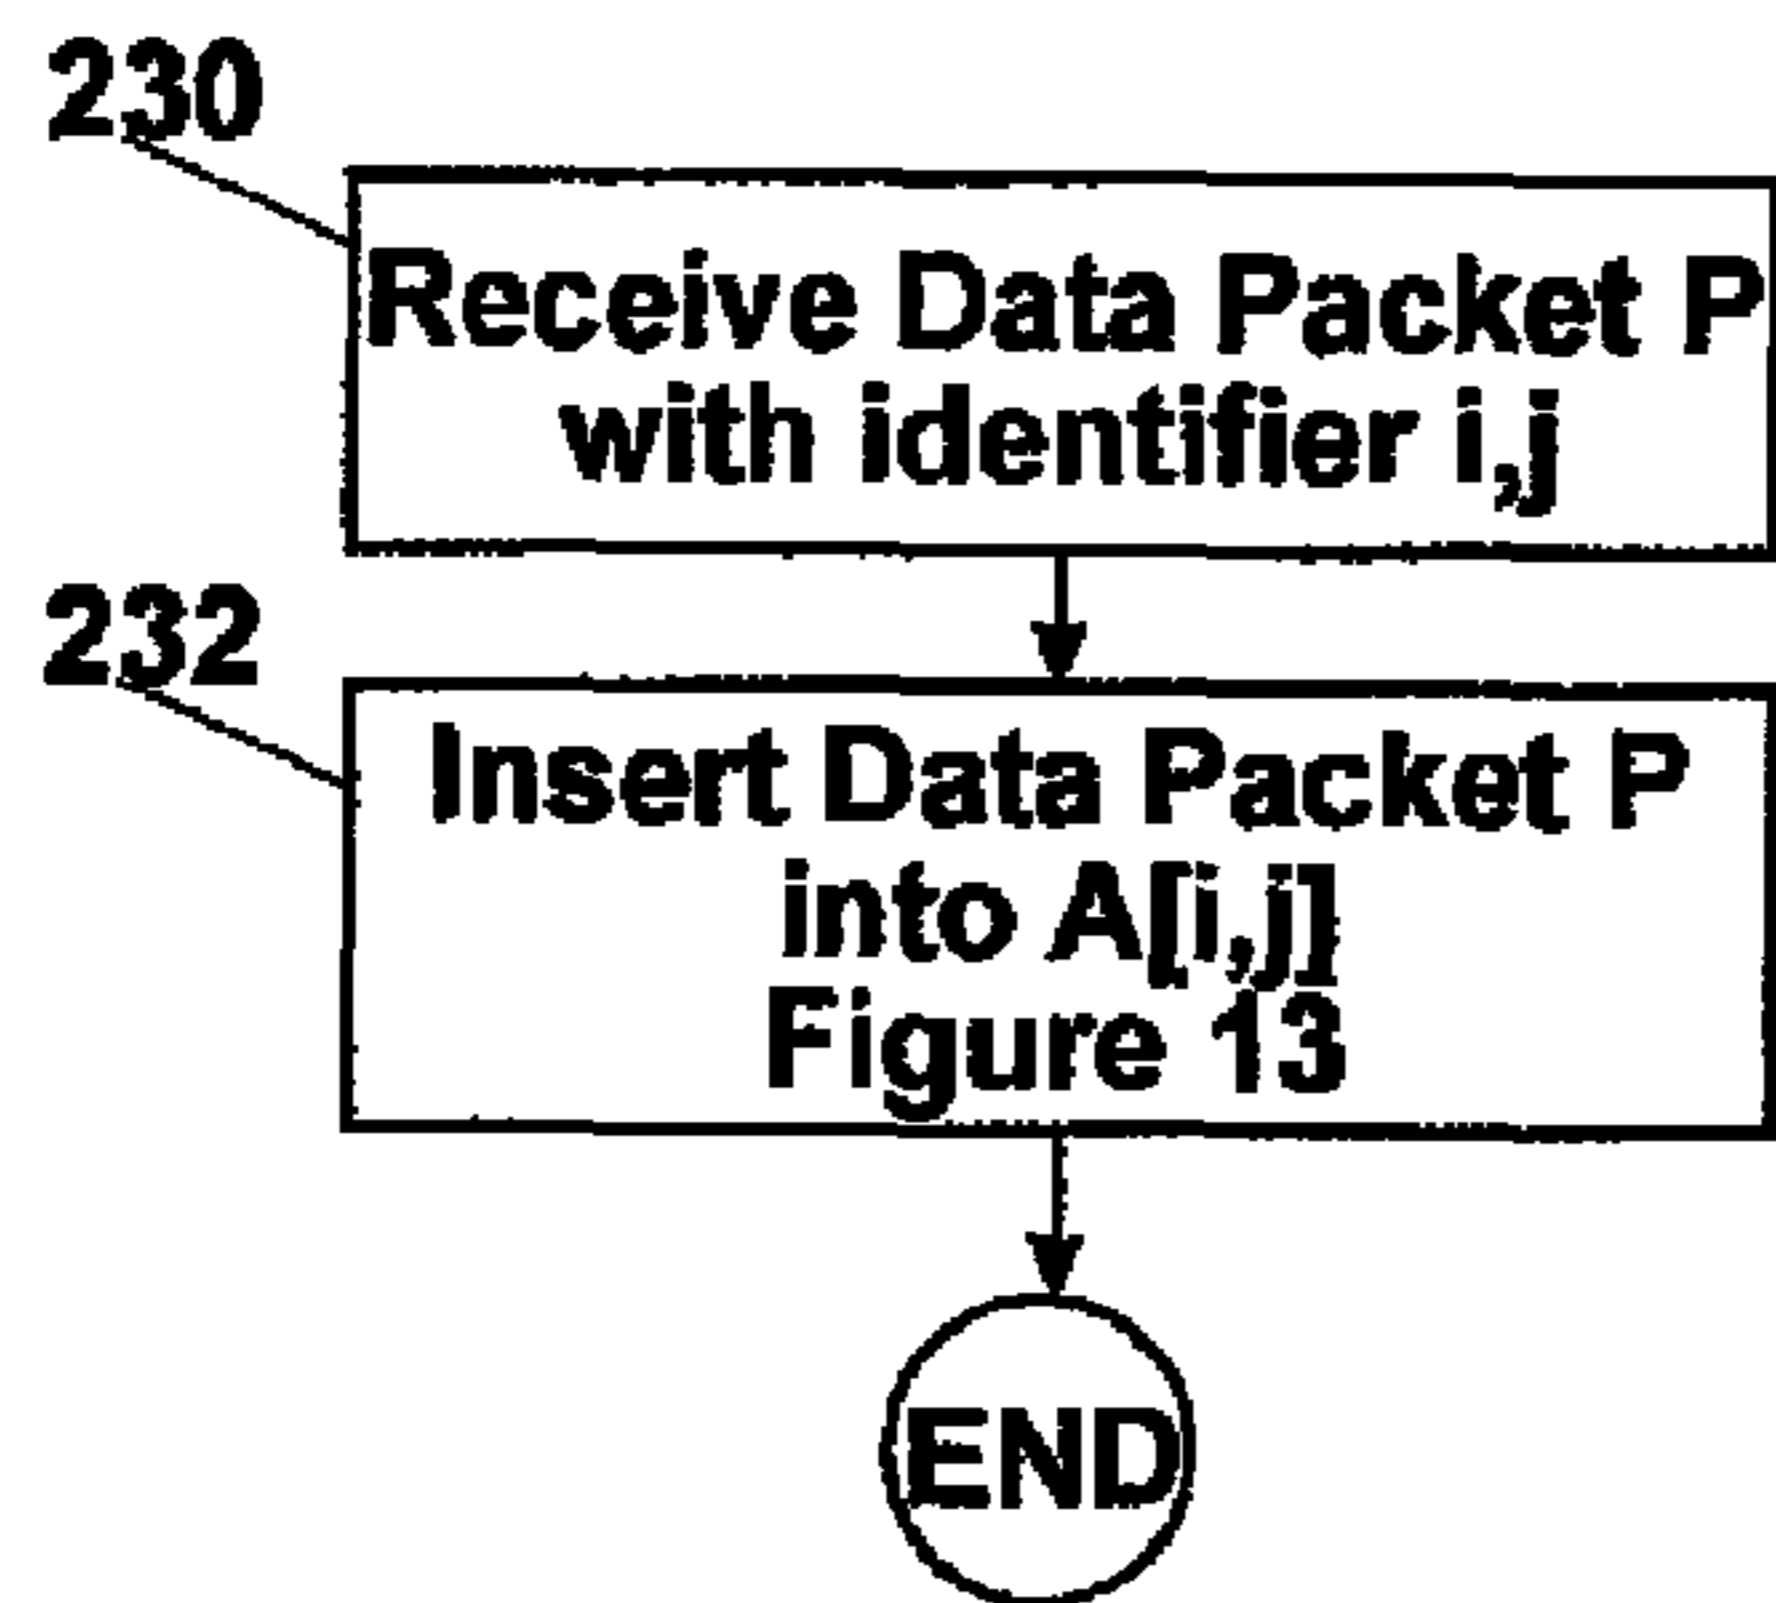 230
Receive Data Packet P
with identifier i,j
232
Insert Data Packet P
into A[i,j]
Figure 13
END